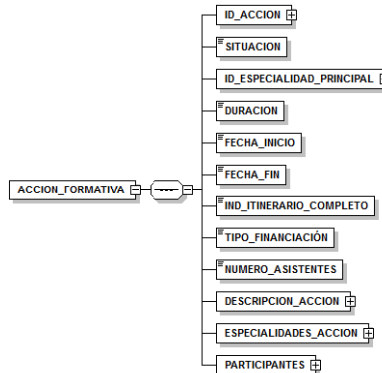 ID_ACCION
SITUACION
ID_ESPECIALIDAD_PRINCIPAL
DURACION
FECHA_INICIO
FECHA_FIN
ACCION_FORMATIVA
IND_ITINERARIO_COMPLETO
TIPO_FINANCIACIÓN
NUMERO_ASISTENTES
DESCRIPCION_ACCION
ESPECIALIDADES_ACCION
PARTICIPANTES